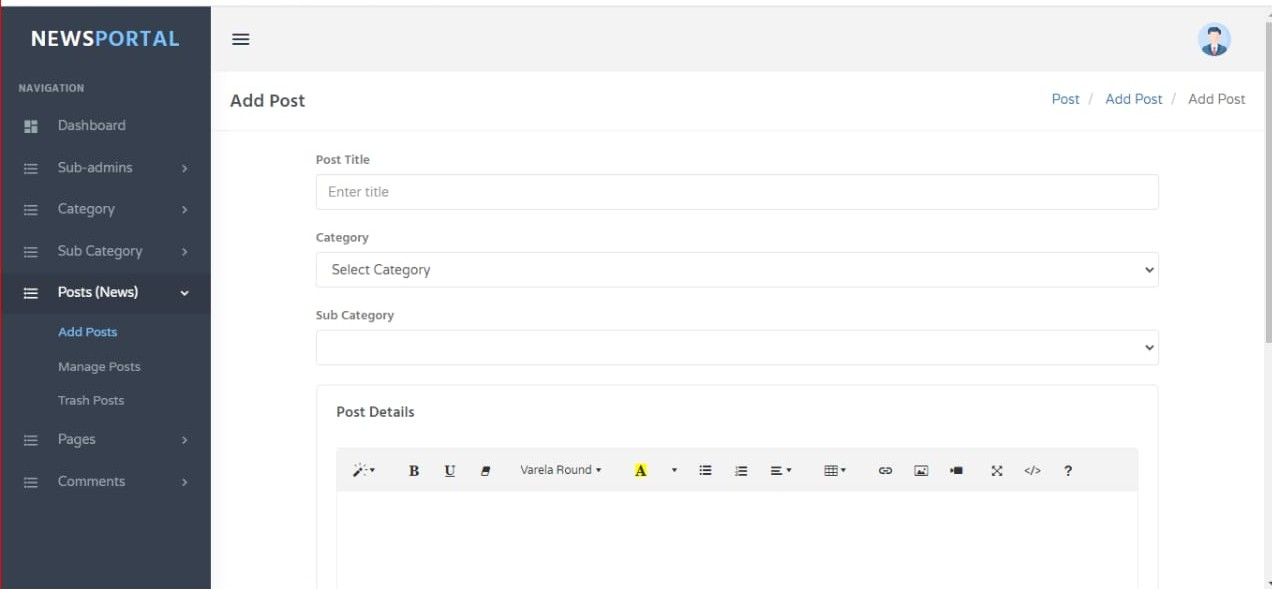 NEWSPORTAL
NAVIGATION
Dashboard
Sub-admins
Category
Sub Category
Posts (News)
Add Posts
Manage Posts
Trash Posts
Pages
Comments
Add Post
Post / Add Post / Add Post
Post Title
Enter title
Category
Select Category
Sub Category
Post Details
B U Varela Round A </> ?